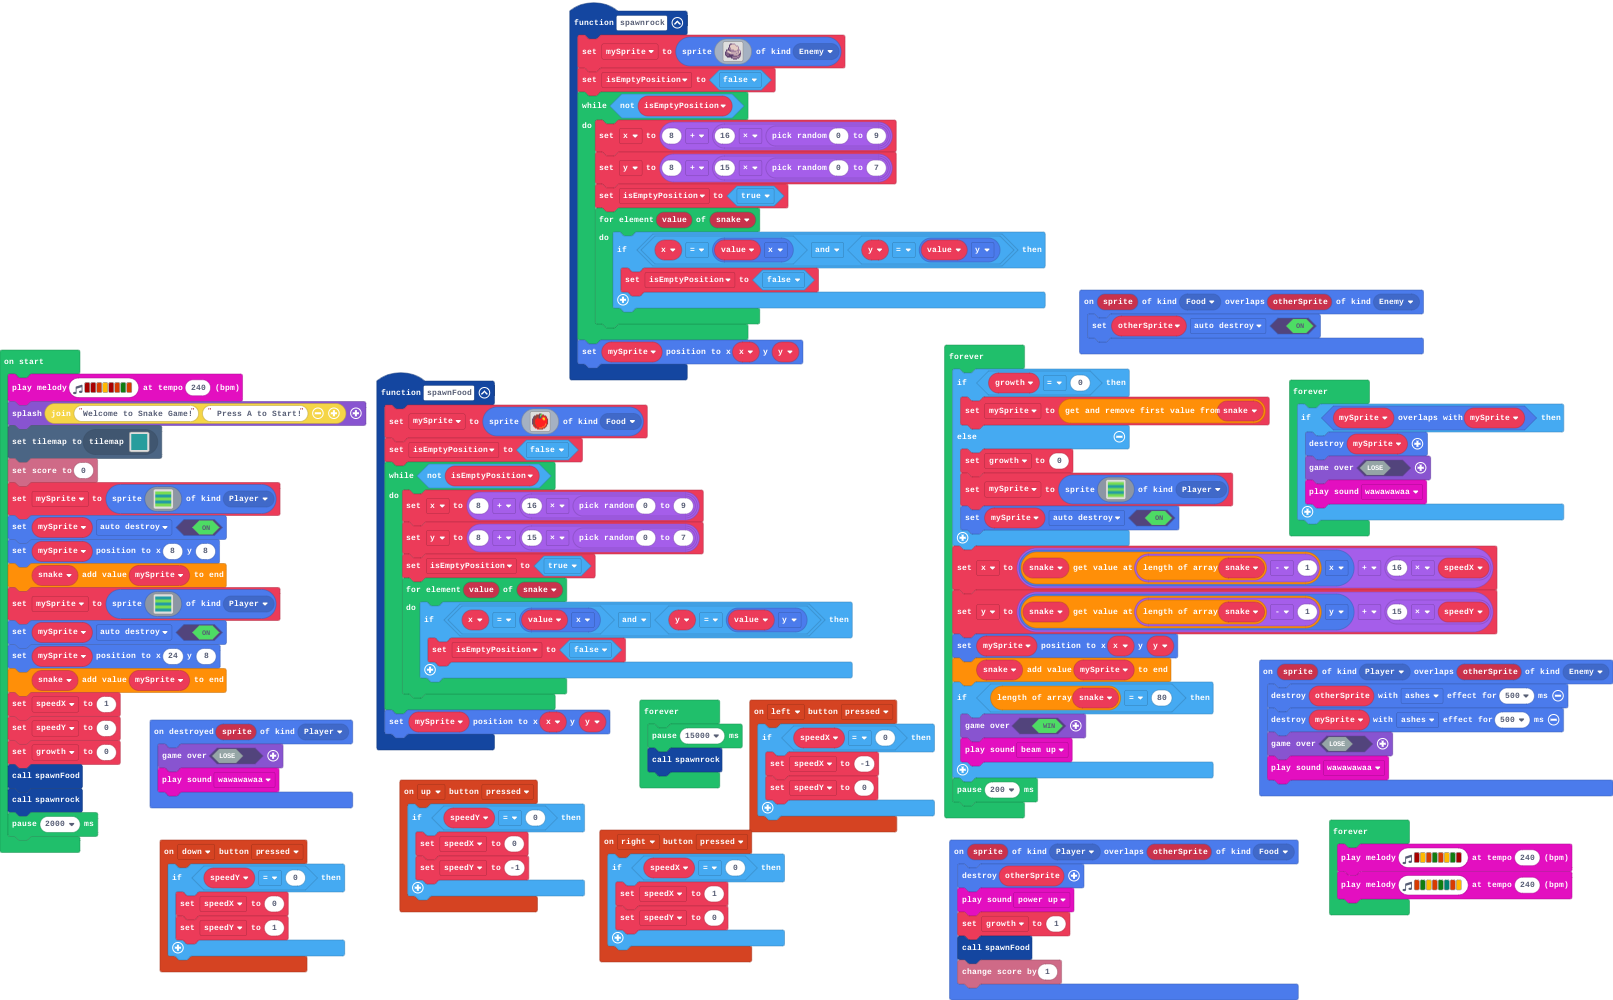 function spawnrock
set mySprite to sprite of kind Enemy
set isEmptyPosition to false
while not isEmptyPosition
do
set x to 8 + 16 × pick random 0 to 9
set y to 8 + 15 × pick random 0 to 7
set isEmptyPosition to true
for element value of snake
do
if x = value x and y = value y then
set isEmptyPosition to false
set mySprite position to x x y y
on sprite of kind Food overlaps otherSprite of kind Enemy
set otherSprite auto destroy ON
on start
play melody at tempo 240 (bpm)
splash join "Welcome to Snake Game!" " Press A to Start!"
set tilemap to tilemap
set score to 0
set mySprite to sprite of kind Player
set mySprite auto destroy ON
set mySprite position to x 8 y 8
snake add value mySprite to end
set mySprite to sprite of kind Player
set mySprite auto destroy ON
set mySprite position to x 24 y 8
snake add value mySprite to end
set speedX to 1
set speedY to 0
set growth to 0
call spawnFood
call spawnrock
pause 2000 ms
function spawnFood
set mySprite to sprite of kind Food
set isEmptyPosition to false
while not isEmptyPosition
do
set x to 8 + 16 × pick random 0 to 9
set y to 8 + 15 × pick random 0 to 7
set isEmptyPosition to true
for element value of snake
do
if x = value x and y = value y then
set isEmptyPosition to false
set mySprite position to x x y y
forever
if growth = 0 then
set mySprite to get and remove first value from snake
else
set growth to 0
set mySprite to sprite of kind Player
set mySprite auto destroy ON
set x to snake get value at length of array snake - 1 x + 16 × speedX
set y to snake get value at length of array snake - 1 y + 15 × speedY
set mySprite position to x x y y
snake add value mySprite to end
if length of array snake = 80 then
game over WIN
play sound beam up
pause 200 ms
forever
if mySprite overlaps with mySprite then
destroy mySprite
game over LOSE
play sound wawawawaa
on sprite of kind Player overlaps otherSprite of kind Enemy
destroy otherSprite with ashes effect for 500 ms
destroy mySprite with ashes effect for 500 ms
game over LOSE
play sound wawawawaa
on destroyed sprite of kind Player
game over LOSE
play sound wawawawaa
forever
pause 15000 ms
call spawnrock
on left button pressed
if speedX = 0 then
set speedX to -1
set speedY to 0
on up button pressed
if speedY = 0 then
set speedX to 0
set speedY to -1
on down button pressed
if speedY = 0 then
set speedX to 0
set speedY to 1
on right button pressed
if speedX = 0 then
set speedX to 1
set speedY to 0
on sprite of kind Player overlaps otherSprite of kind Food
destroy otherSprite
play sound power up
set growth to 1
call spawnFood
change score by 1
forever
play melody at tempo 240 (bpm)
play melody at tempo 240 (bpm)